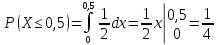 P(X≤0,5)=∫₀^{0,5} 1/2 dx = 1/2 x |₀^{0,5} = 1/4